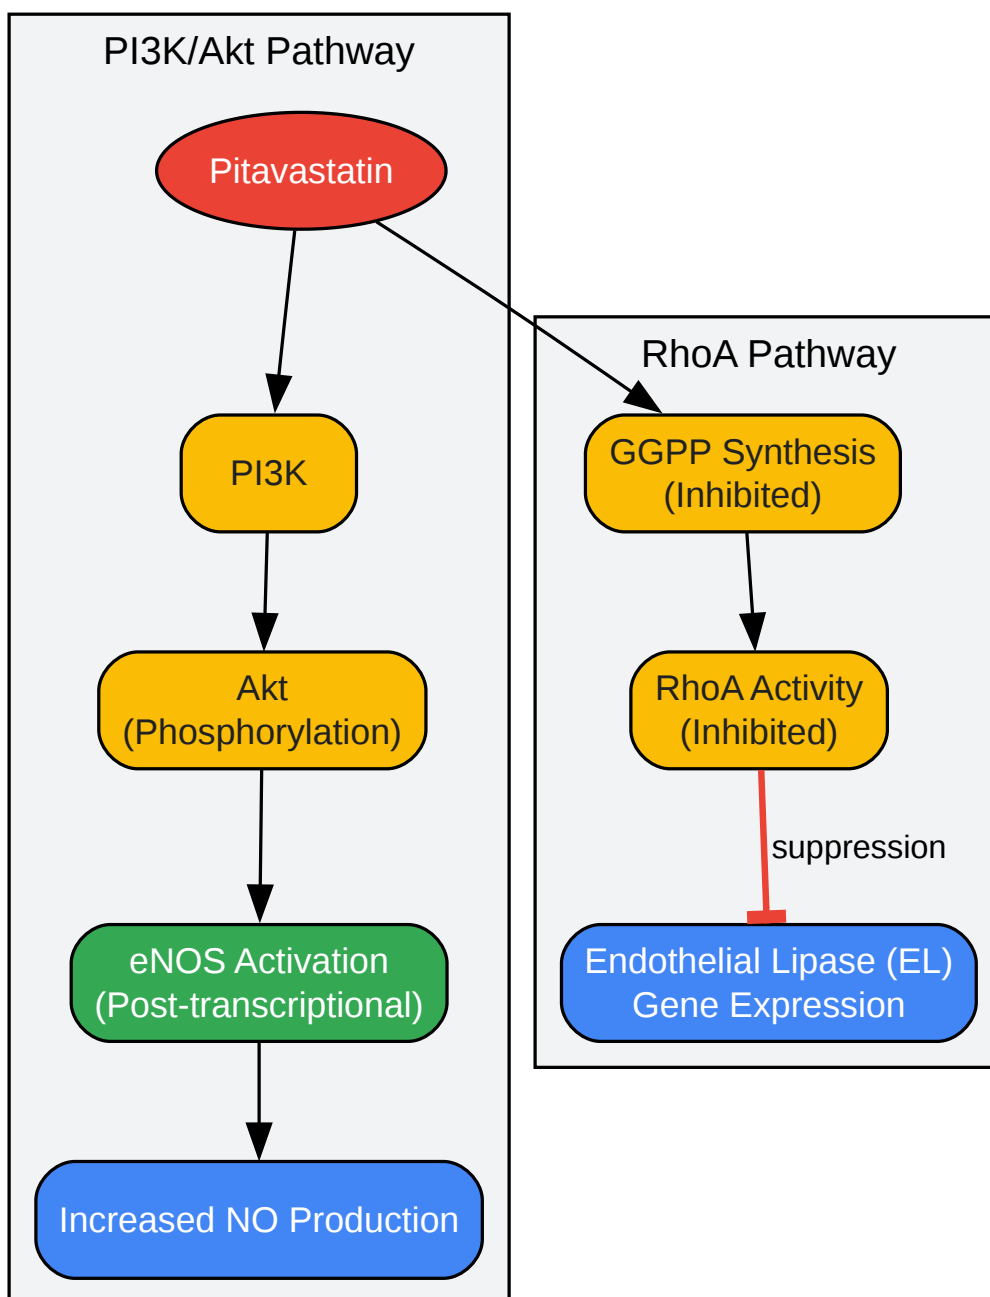 PI3K/Akt Pathway
Pitavastatin
PI3K
Akt
(Phosphorylation)
eNOS Activation
(Post-transcriptional)
Increased NO Production
RhoA Pathway
GGPP Synthesis
(Inhibited)
RhoA Activity
(Inhibited)
suppression
Endothelial Lipase (EL)
Gene Expression